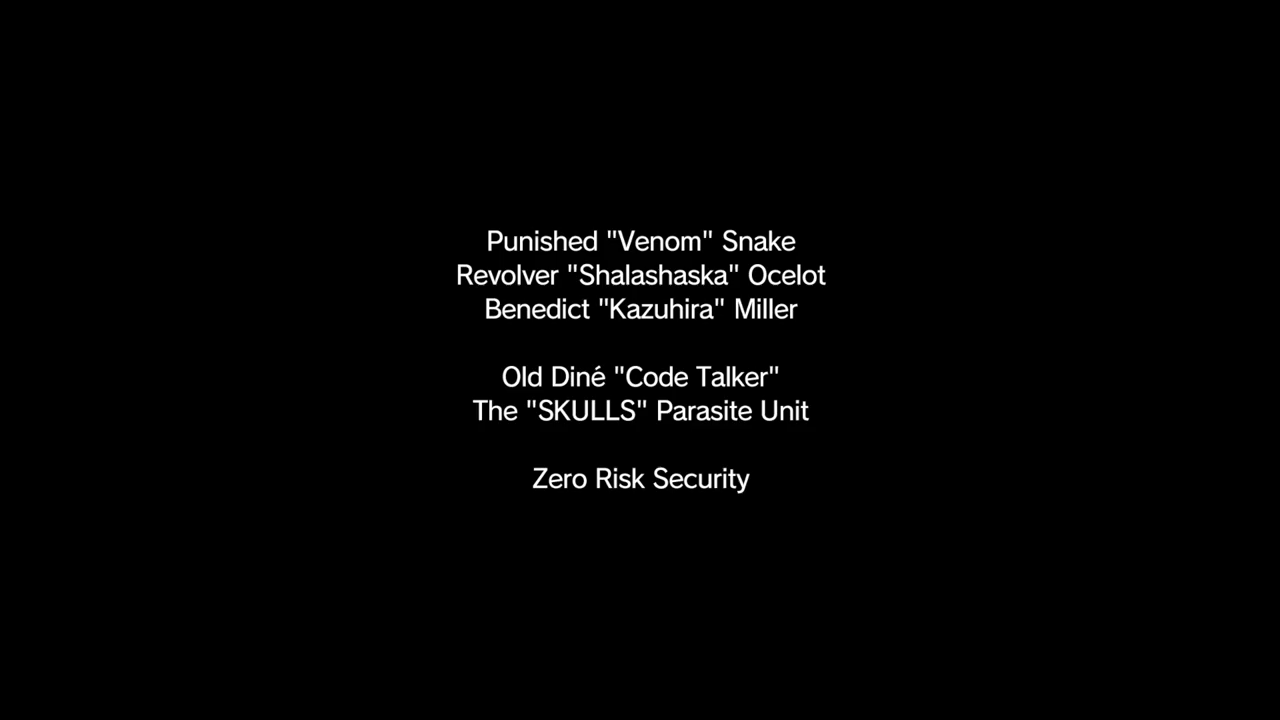 Punished "Venom" Snake
Revolver "Shalashaska" Ocelot
Benedict "Kazuhira" Miller
Old Diné "Code Talker"
The "SKULLS" Parasite Unit
Zero Risk Security